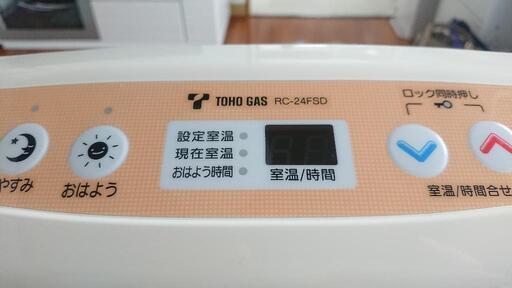 TOHO GAS RC-24FSD
ロック同時押し
設定室温
現在室温
おはよう時間
室温/時間
やすみ
おはよう
室温/時間合せ